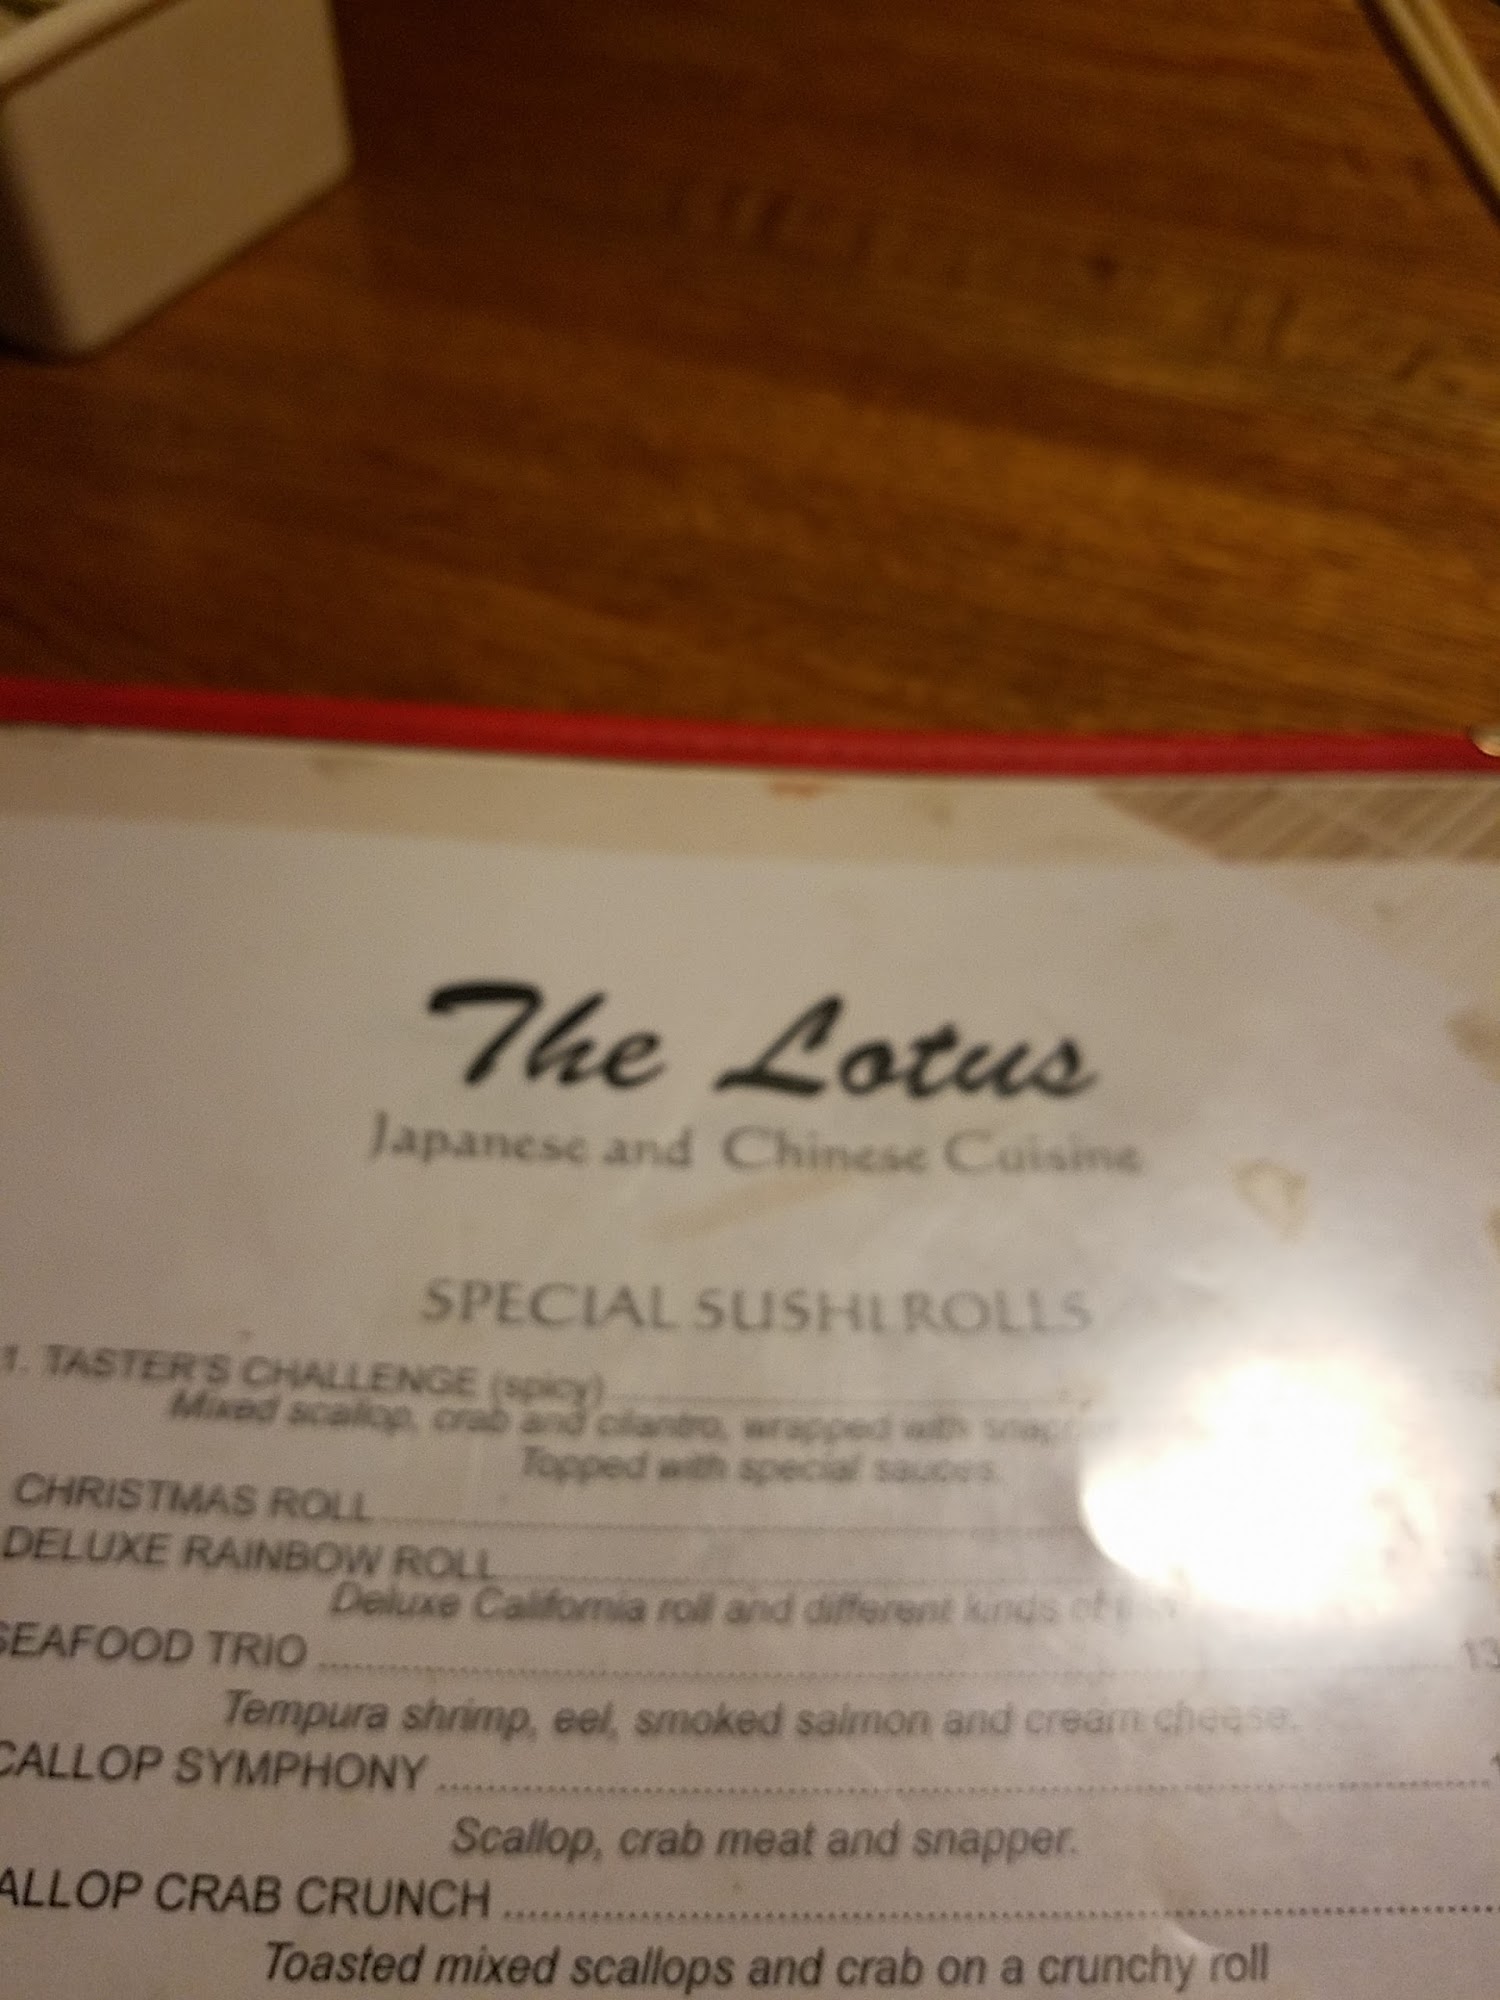 The Lotus
Japanese and Chinese Cuisine
SPECIAL SUSHI ROLLS
1. TASTER'S CHALLENGE (spicy)
Mixed scallop, crab and cilantro, wrapped with
Topped with special sauces.
CHRISTMAS ROLL
DELUXE RAINBOW ROLL
Deluxe California roll and different kinds of
SEAFOOD TRIO 13
Tempura shrimp, eel, smoked salmon and cream cheese.
CALLOP SYMPHONY
Scallop, crab meat and snapper.
ALLOP CRAB CRUNCH
Toasted mixed scallops and crab on a crunchy roll